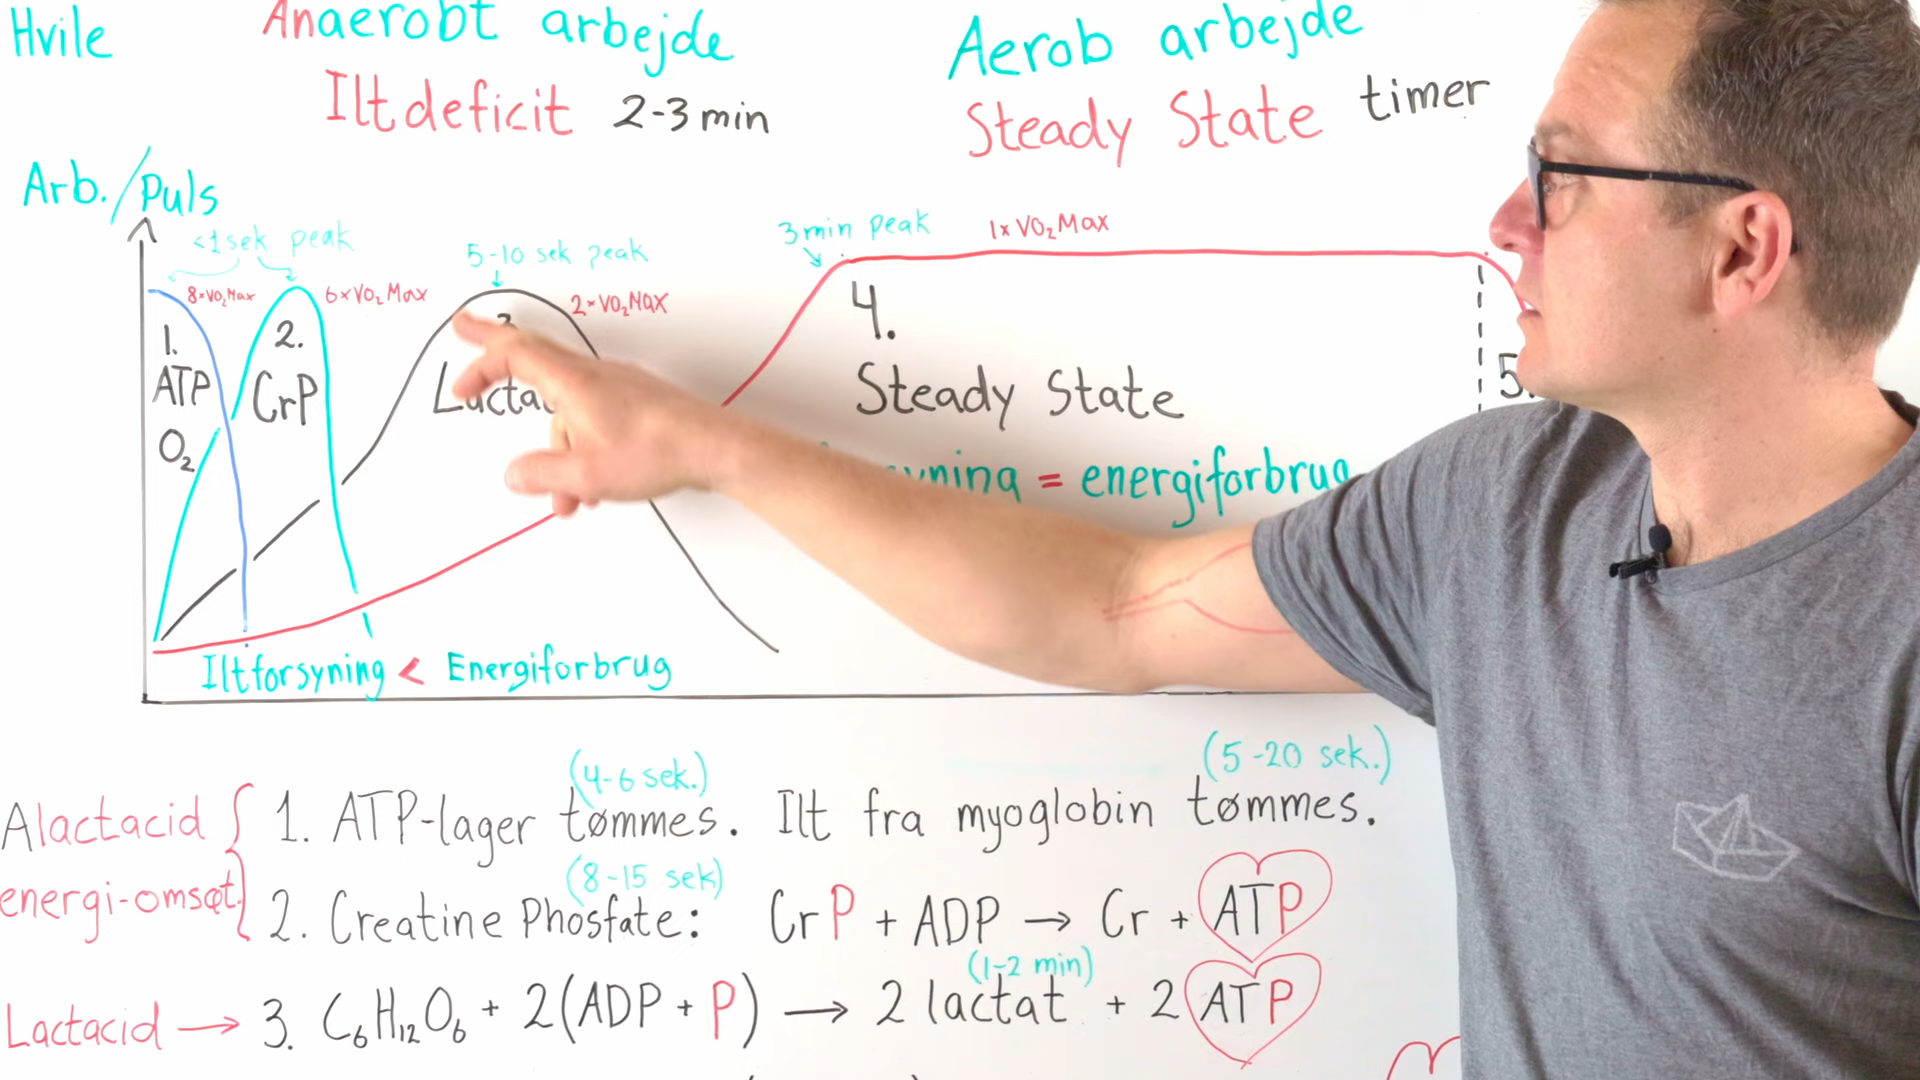 Hvile
Anaerobt arbejde
Iltdeficit 2-3 min
Aerob arbejde
Steady State timer
Arb./Puls
<1sek peak
8xVO₂Max
6xVO₂Max
5-10 sek peak
2xVO₂MAX
3min peak
1xVO₂Max
1.
ATP
O₂
2.
CrP
Lacta
4.
Steady State
= energiforbrug
5.
Iltforsyning < Energiforbrug
Alactacid energi-omsæt.
(4-6 sek.)
(5-20 sek.)
1. ATP-lager tømmes. Ilt fra myoglobin tømmes.
(8-15 sek)
2. Creatine Phosfate: CrP + ADP → Cr + ATP
(1-2 min)
Lactacid → 3. C₆H₁₂O₆ + 2(ADP + P) → 2 lactat + 2 ATP